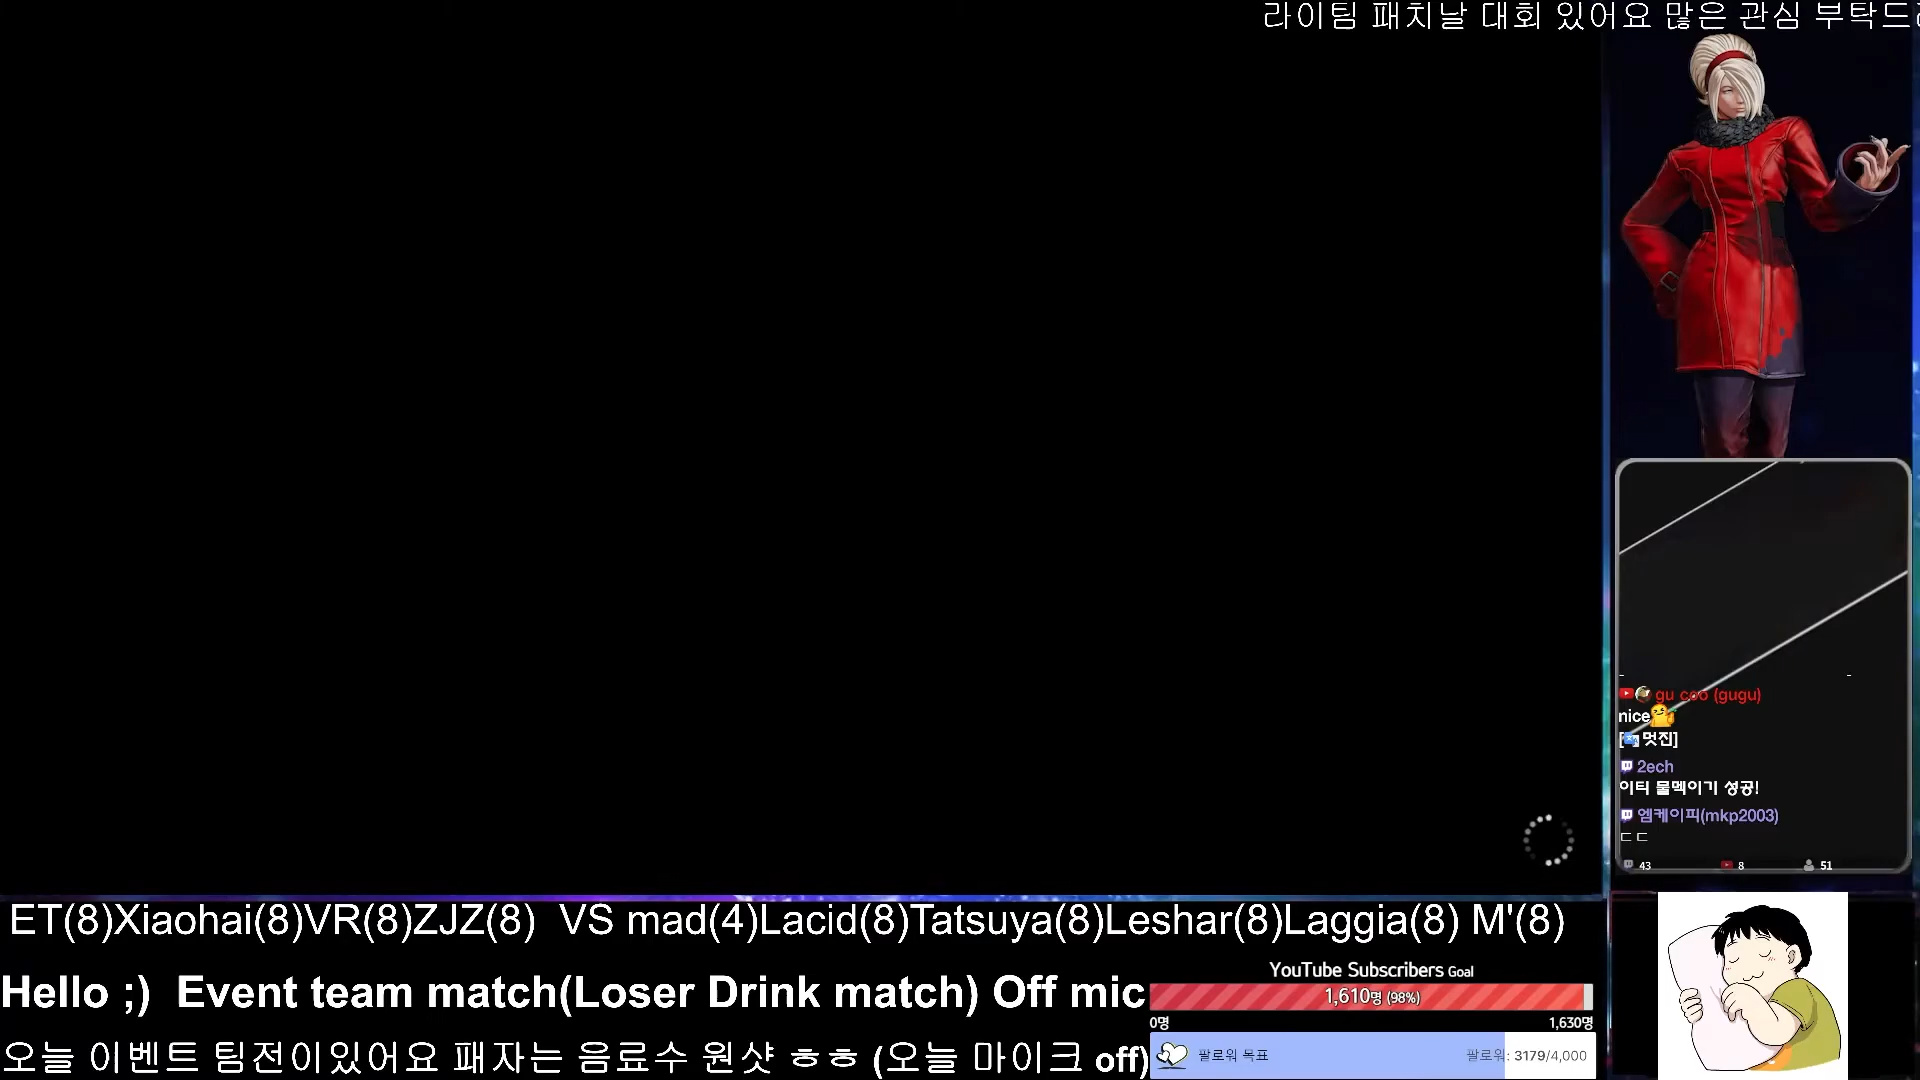 라이팀 패치날 대회 있어요 많은 관심 부탁드
gu coo (gugu)
nice
[멋진]
2ech
이티 물멕이기 성공!
엠케이피(mkp2003)
ㄷㄷ
43 8 51
ET(8)Xiaohai(8)VR(8)ZJZ(8) VS mad(4)Lacid(8)Tatsuya(8)Leshar(8)Laggia(8) M'(8)
Hello ;) Event team match(Loser Drink match) Off mic
YouTube Subscribers Goal
1,610명 (98%)
0명 1,630명
오늘 이벤트 팀전이있어요 패자는 음료수 원샷 ㅎㅎ (오늘 마이크 off)
팔로워 목표 팔로워: 3179/4,000